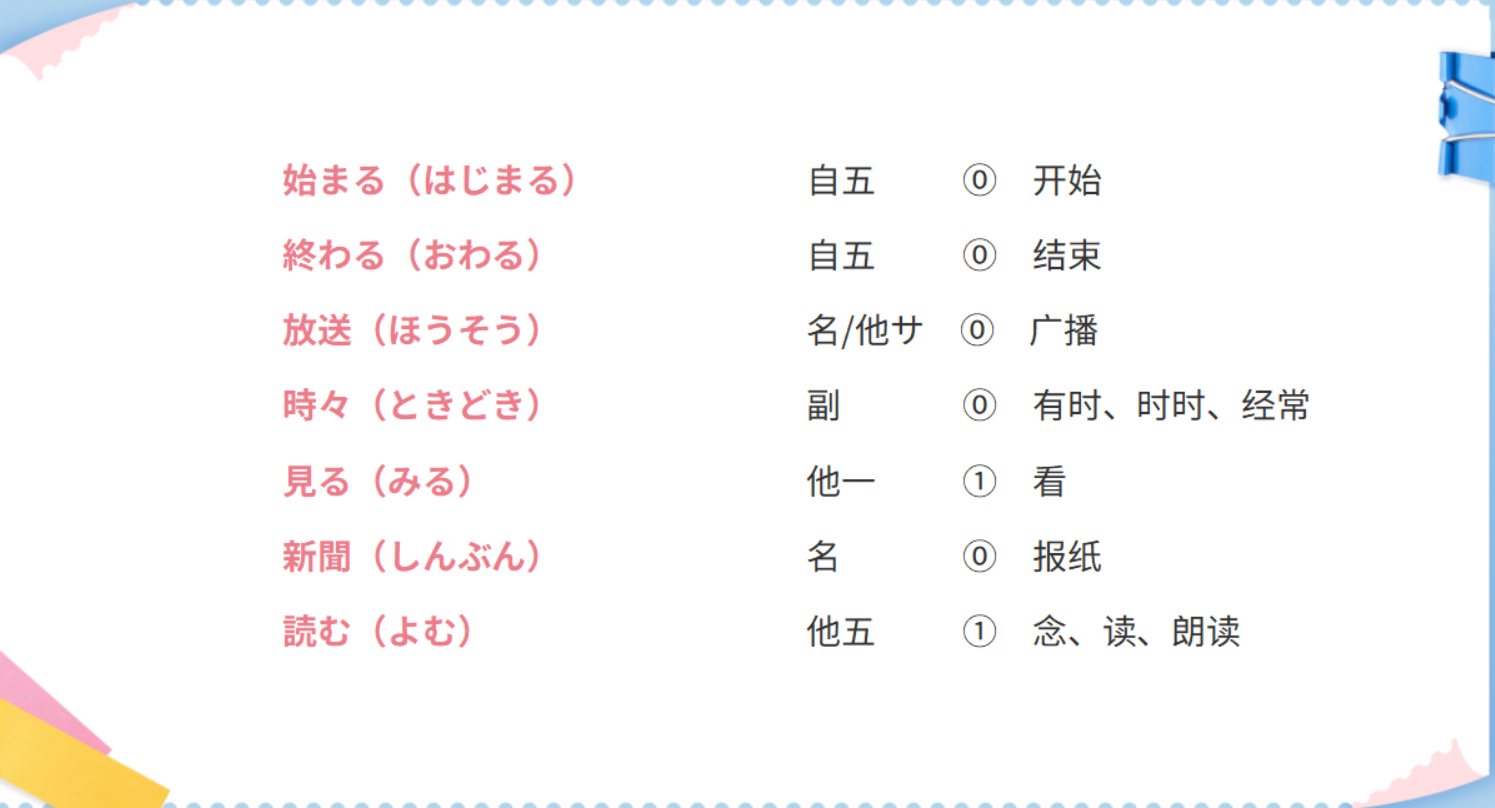 始まる（はじまる） 自五 ⓪ 开始
終わる（おわる） 自五 ⓪ 结束
放送（ほうそう） 名/他サ ⓪ 广播
時々（ときどき） 副 ⓪ 有时、时时、经常
見る（みる） 他一 ① 看
新聞（しんぶん） 名 ⓪ 报纸
読む（よむ） 他五 ① 念、读、朗读